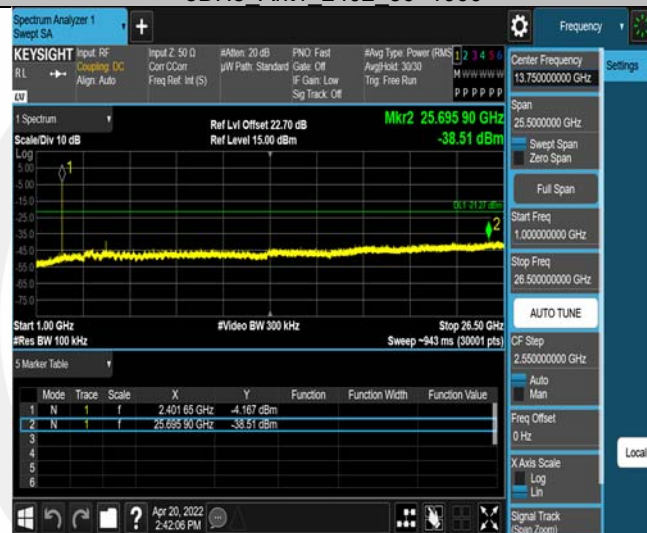 Spectrum Analyzer 1
Swept SA
+
Frequency
KEYSIGHT
RL
Input: RF
Coupling: DC
Align: Auto
Input Z: 50 Ω
Corr CCorr
Freq Ref: Int (S)
#Atten: 20 dB
µW Path: Standard
PNO: Fast
Gate: Off
IF Gain: Low
Sig Track: Off
#Avg Type: Power (RMS
Avg|Hold: 30/30
Trig: Free Run
1 2 3 4 5 6
M w w w w w
P P P P P P
Settings
1 Spectrum
Scale/Div 10 dB
Log
Ref Lvl Offset 22.70 dB
Ref Level 15.00 dBm
Mkr2 25.695 90 GHz
-38.51 dBm
5.00
-5.00
-15.0
-25.0
-35.0
-45.0
-55.0
-65.0
-75.0
1
DL1 -21.27 dBm
2
Start 1.00 GHz
#Res BW 100 kHz
#Video BW 300 kHz
Stop 26.50 GHz
Sweep ~943 ms (30001 pts)
5 Marker Table
Mode Trace Scale X Y Function Function Width Function Value
1 N 1 f 2.401 65 GHz -4.167 dBm
2 N 1 f 25.695 90 GHz -38.51 dBm
3
4
5
6
Apr 20, 2022
2:42:06 PM
Center Frequency
13.750000000 GHz
Span
25.5000000 GHz
Swept Span
Zero Span
Full Span
Start Freq
1.000000000 GHz
Stop Freq
26.500000000 GHz
AUTO TUNE
CF Step
2.550000000 GHz
Auto
Man
Freq Offset
0 Hz
X Axis Scale
Log
Lin
Signal Track
(Span Zoom)
Local